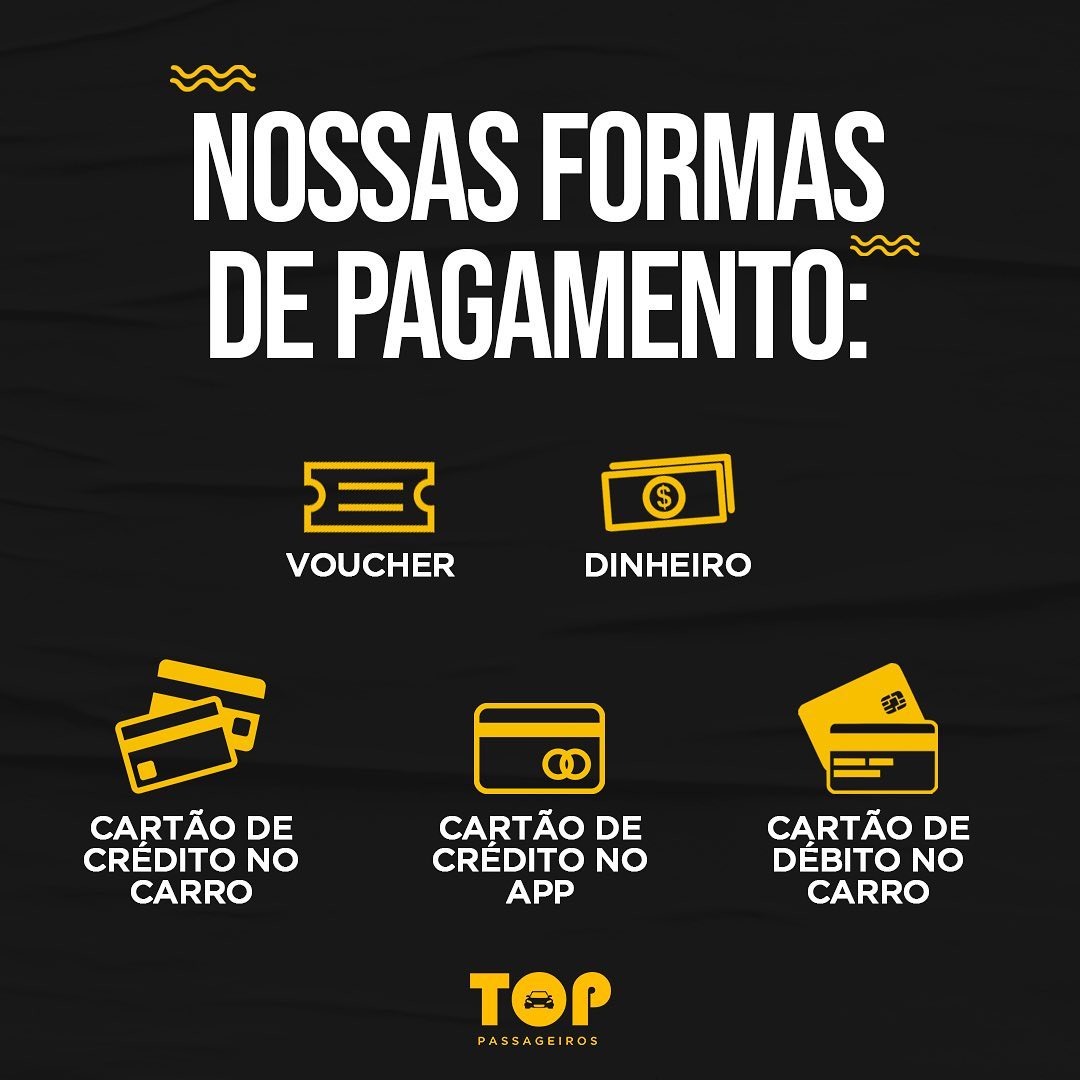 NOSSAS FORMAS
DE PAGAMENTO:
VOUCHER
DINHEIRO
CARTÃO DE
CRÉDITO NO
CARRO
CARTÃO DE
CRÉDITO NO
APP
CARTÃO DE
DÉBITO NO
CARRO
TOP
PASSAGEIROS